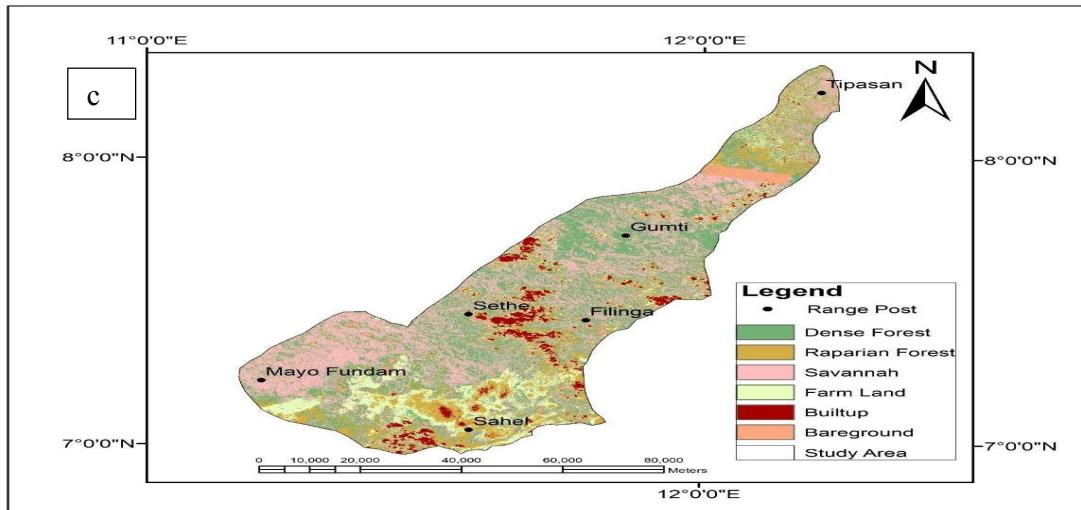 11°0'0"E
12°0'0"E
c
N
Tipasan
8°0'0"N
8°0'0"N
Gumti
Sethe
Filinga
Mayo Fundam
Sahel
7°0'0"N
7°0'0"N
Legend
Range Post
Dense Forest
Raparian Forest
Savannah
Farm Land
Builtup
Bareground
Study Area
0 10,000 20,000 40,000 60,000 80,000
Meters
12°0'0"E